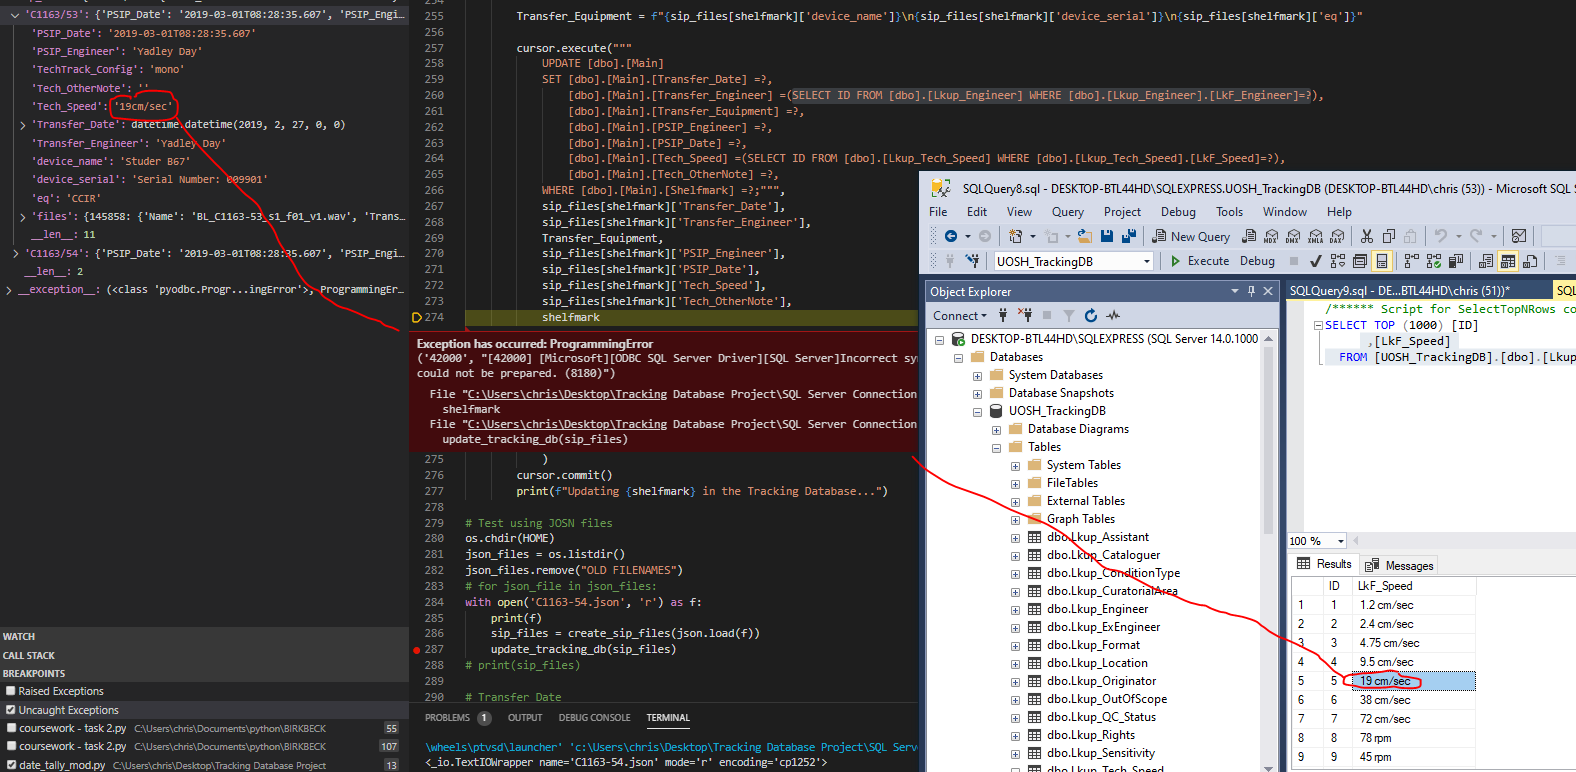 'C1163/53': {'PSIP_Date': '2019-03-01T08:28:35.607', 'PSIP_Engi...
'PSIP_Date': '2019-03-01T08:28:35.607'
'PSIP_Engineer': 'Yadley Day'
'TechTrack_Config': 'mono'
'Tech_OtherNote': ''
'Tech_Speed': '19cm/sec'
'Transfer_Date': datetime.datetime(2019, 2, 27, 0, 0)
'Transfer_Engineer': 'Yadley Day'
'device_name': 'Studer B67'
'device_serial': 'Serial Number: 009901'
'eq': 'CCIR'
'files': {145858: {'Name': 'BL_C1163-53_s1_f01_v1.wav', 'Trans...
__len__: 11
'C1163/54': {'PSIP_Date': '2019-03-01T08:28:35.607', 'PSIP_Engi...
__len__: 2
__exception__: (<class 'pyodbc.Progr...ingError'>, ProgrammingEr...
WATCH
CALL STACK
BREAKPOINTS
Raised Exceptions
Uncaught Exceptions
coursework - task 2.py C:\Users\chris\Documents\python\BIRKBECK 55
coursework - task 2.py C:\Users\chris\Documents\python\BIRKBECK 107
date_tally_mod.py C:\Users\chris\Desktop\Tracking Database Project 13
255 Transfer_Equipment = f"{sip_files[shelfmark]['device_name']}\n{sip_files[shelfmark]['device_serial']}\n{sip_files[shelfmark]['eq']}"
256
257 cursor.execute("""
258 UPDATE [dbo].[Main]
259 SET [dbo].[Main].[Transfer_Date] =?,
260 [dbo].[Main].[Transfer_Engineer] =(SELECT ID FROM [dbo].[Lkup_Engineer] WHERE [dbo].[Lkup_Engineer].[LkF_Engineer]=?),
261 [dbo].[Main].[Transfer_Equipment] =?,
262 [dbo].[Main].[PSIP_Engineer] =?,
263 [dbo].[Main].[PSIP_Date] =?,
264 [dbo].[Main].[Tech_Speed] =(SELECT ID FROM [dbo].[Lkup_Tech_Speed] WHERE [dbo].[Lkup_Tech_Speed].[LkF_Speed]=?),
265 [dbo].[Main].[Tech_OtherNote] =?,
266 WHERE [dbo].[Main].[Shelfmark] =?;""",
267 sip_files[shelfmark]['Transfer_Date'],
268 sip_files[shelfmark]['Transfer_Engineer'],
269 Transfer_Equipment,
270 sip_files[shelfmark]['PSIP_Engineer'],
271 sip_files[shelfmark]['PSIP_Date'],
272 sip_files[shelfmark]['Tech_Speed'],
273 sip_files[shelfmark]['Tech_OtherNote'],
274 shelfmark
Exception has occurred: ProgrammingError
('42000', "[42000] [Microsoft][ODBC SQL Server Driver][SQL Server]Incorrect sy
could not be prepared. (8180)")
File "C:\Users\chris\Desktop\Tracking Database Project\SQL Server Connection
shelfmark
File "C:\Users\chris\Desktop\Tracking Database Project\SQL Server Connection
update_tracking_db(sip_files)
275 )
276 cursor.commit()
277 print(f"Updating {shelfmark} in the Tracking Database...")
278
279 # Test using JOSN files
280 os.chdir(HOME)
281 json_files = os.listdir()
282 json_files.remove("OLD FILENAMES")
283 # for json_file in json_files:
284 with open('C1163-54.json', 'r') as f:
285 print(f)
286 sip_files = create_sip_files(json.load(f))
287 update_tracking_db(sip_files)
288 # print(sip_files)
289
290 # Transfer Date
PROBLEMS 1 OUTPUT DEBUG CONSOLE TERMINAL
\wheels\ptvsd\launcher' 'c:\Users\chris\Desktop\Tracking Database Project\SQL Serve
<_io.TextIOWrapper name='C1163-54.json' mode='r' encoding='cp1252'>
SQLQuery8.sql - DESKTOP-BTL44HD\SQLEXPRESS.UOSH_TrackingDB (DESKTOP-BTL44HD\chris (53)) - Microsoft SQL S
File Edit View Query Project Debug Tools Window Help
New Query
UOSH_TrackingDB Execute Debug
Object Explorer
Connect
DESKTOP-BTL44HD\SQLEXPRESS (SQL Server 14.0.1000
Databases
System Databases
Database Snapshots
UOSH_TrackingDB
Database Diagrams
Tables
System Tables
FileTables
External Tables
Graph Tables
dbo.Lkup_Assistant
dbo.Lkup_Cataloguer
dbo.Lkup_ConditionType
dbo.Lkup_CuratorialArea
dbo.Lkup_Engineer
dbo.Lkup_ExEngineer
dbo.Lkup_Format
dbo.Lkup_Location
dbo.Lkup_Originator
dbo.Lkup_OutOfScope
dbo.Lkup_QC_Status
dbo.Lkup_Rights
dbo.Lkup_Sensitivity
dbo.Lkup_Tech_Speed
SQLQuery9.sql - DE...BTL44HD\chris (51))* SQL
/****** Script for SelectTopNRows co
SELECT TOP (1000) [ID]
,[LkF_Speed]
FROM [UOSH_TrackingDB].[dbo].[Lkup
100 %
Results Messages
ID LkF_Speed
1 1 1.2 cm/sec
2 2 2.4 cm/sec
3 3 4.75 cm/sec
4 4 9.5 cm/sec
5 5 19 cm/sec
6 6 38 cm/sec
7 7 72 cm/sec
8 8 78 rpm
9 9 45 rpm